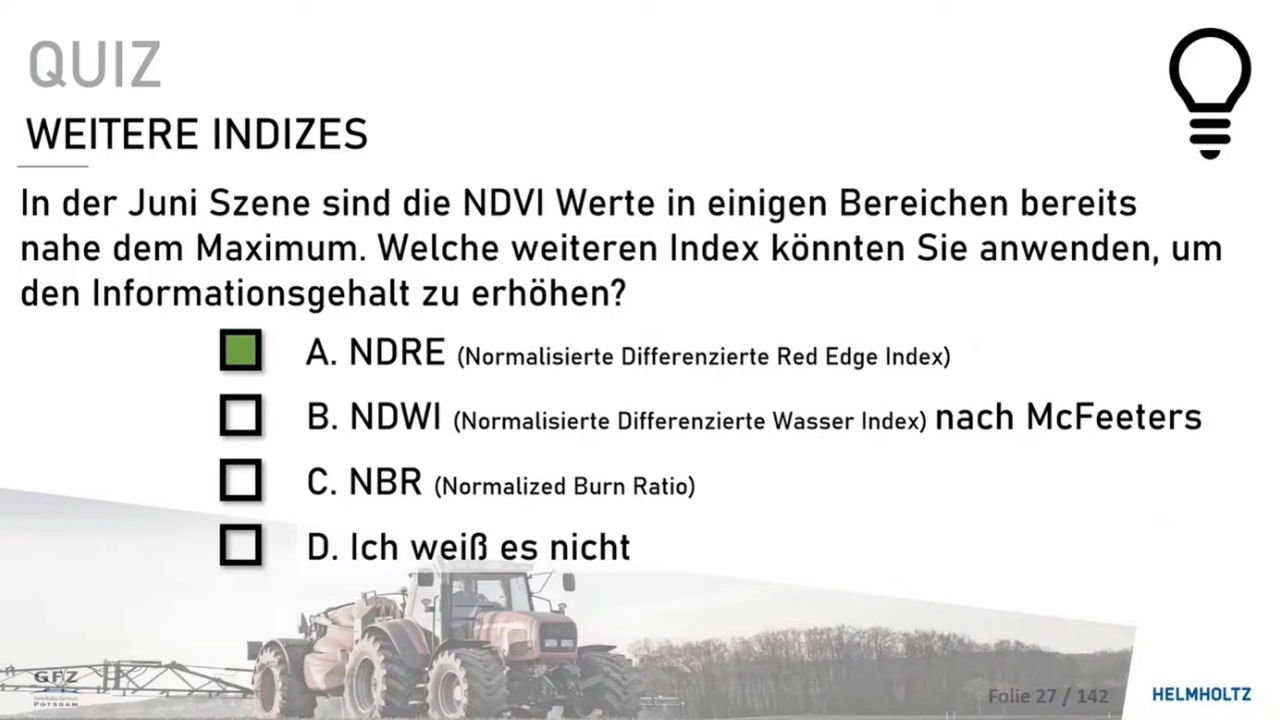 QUIZ
WEITERE INDIZES
In der Juni Szene sind die NDVI Werte in einigen Bereichen bereits
nahe dem Maximum. Welche weiteren Index könnten Sie anwenden, um
den Informationsgehalt zu erhöhen?
A. NDRE (Normalisierte Differenzierte Red Edge Index)
B. NDWI (Normalisierte Differenzierte Wasser Index) nach McFeeters
C. NBR (Normalized Burn Ratio)
D. Ich weiß es nicht
GFZ
Helmholtz-Zentrum
POTSDAM
Folie 27 / 142
HELMHOLTZ